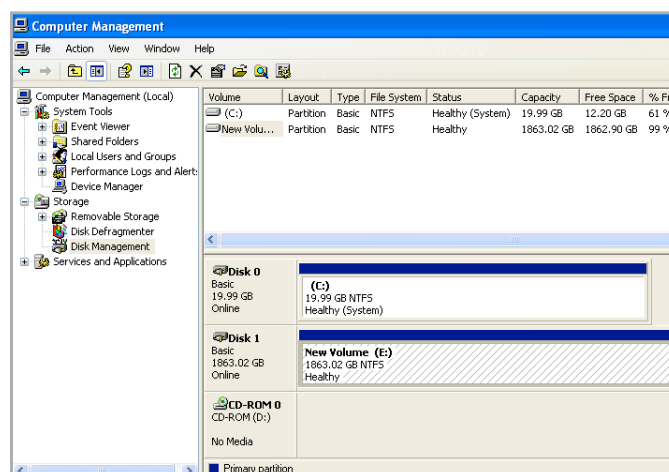 Computer Management
File Action View Window Help
Computer Management (Local)
System Tools
Event Viewer
Shared Folders
Local Users and Groups
Performance Logs and Alert
Device Manager
Storage
Removable Storage
Disk Defragmenter
Disk Management
Services and Applications
Volume Layout Type File System Status Capacity Free Space % Fr
(C:) Partition Basic NTFS Healthy (System) 19.99 GB 12.20 GB 61 %
New Volu... Partition Basic NTFS Healthy 1863.02 GB 1862.90 GB 99 %
Disk 0
Basic
19.99 GB
Online
(C:)
19.99 GB NTFS
Healthy (System)
Disk 1
Basic
1863.02 GB
Online
New Volume (E:)
1863.02 GB NTFS
Healthy
CD-ROM 0
CD-ROM (D:)
No Media
Primary partition